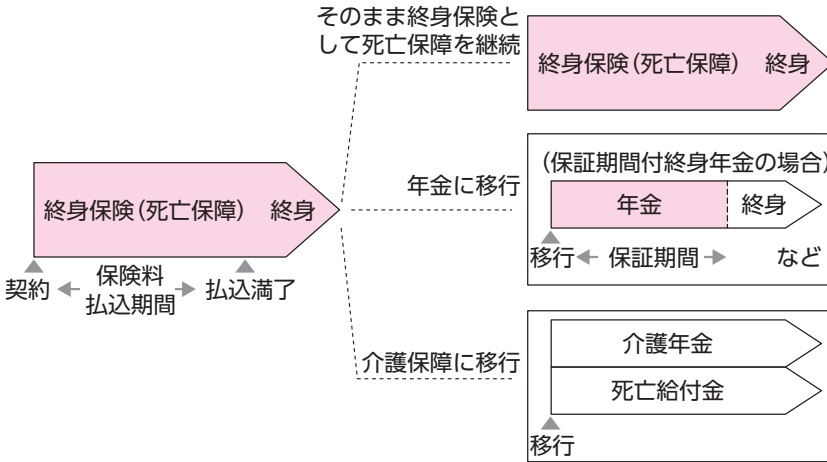 そのまま終身保険と
して死亡保障を継続
終身保険(死亡保障) 終身
終身保険(死亡保障) 終身
契約
保険料
払込期間
払込満了
年金に移行
(保証期間付終身年金の場合)
年金
終身
移行
保証期間
など
介護保障に移行
介護年金
死亡給付金
移行